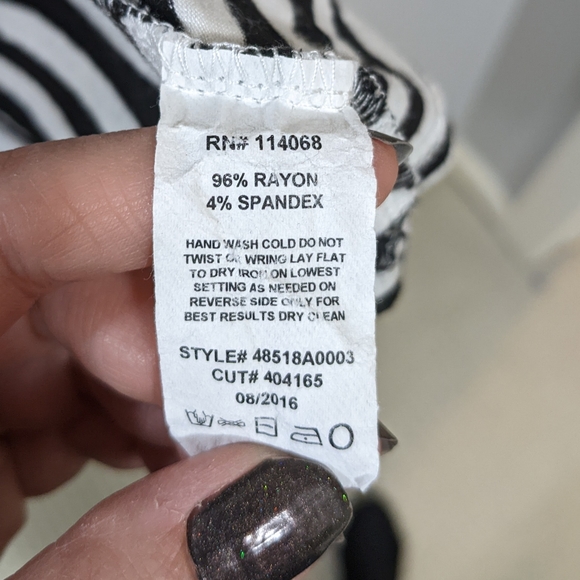 RN# 114068
96% RAYON
4% SPANDEX
HAND WASH COLD DO NOT
TWIST OR WRING LAY FLAT
TO DRY IRON ON LOWEST
SETTING AS NEEDED ON
REVERSE SIDE ONLY FOR
BEST RESULTS DRY CLEAN
STYLE# 48518A0003
CUT# 404165
08/2016